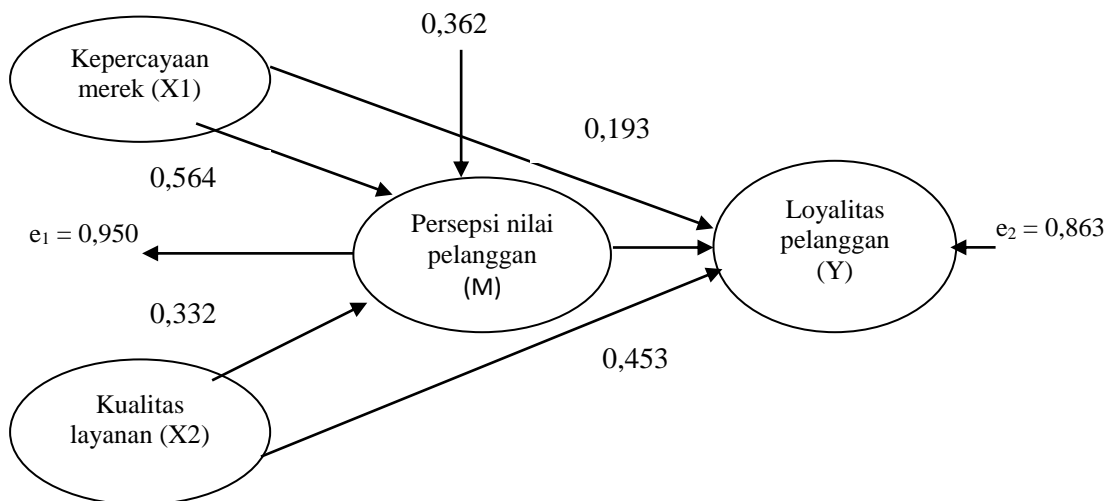 0,362
Kepercayaan
merek (X1)
0,193
0,564
Persepsi nilai
pelanggan
(M)
Loyalitas
pelanggan
(Y)
e₁ = 0,950
e₂ = 0,863
0,332
0,453
Kualitas
layanan (X2)